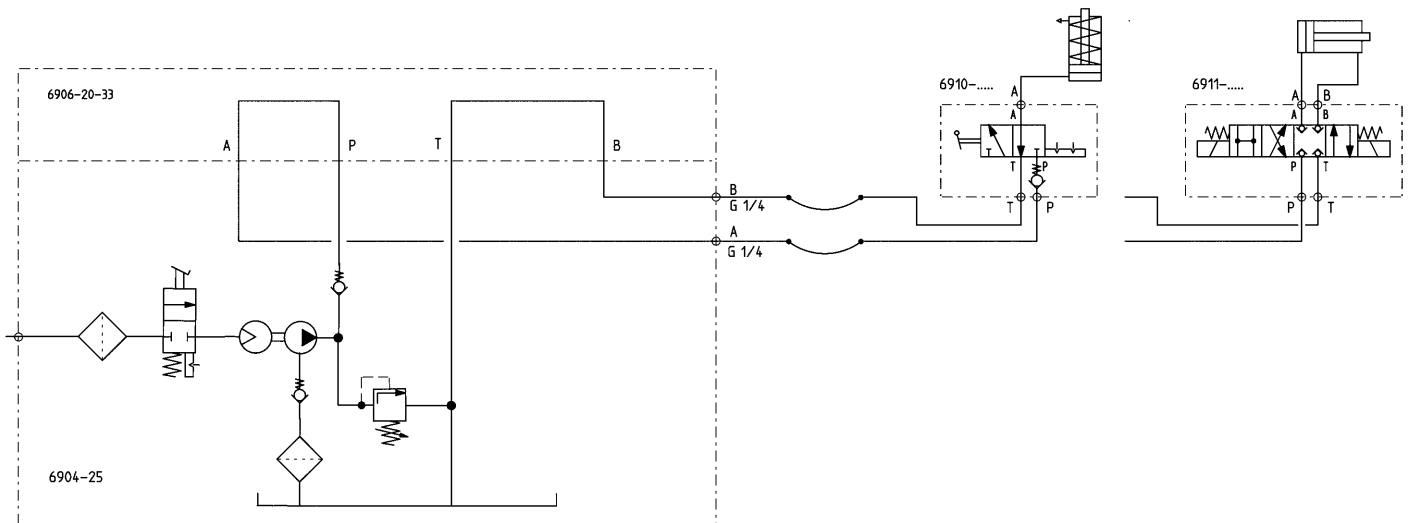 6906-20-33
A
P
T
B
B
G 1/4
A
G 1/4
6904-25
6910-.....
A
A
T
P
T
P
6911-.....
A
B
A
B
P
T
P
T